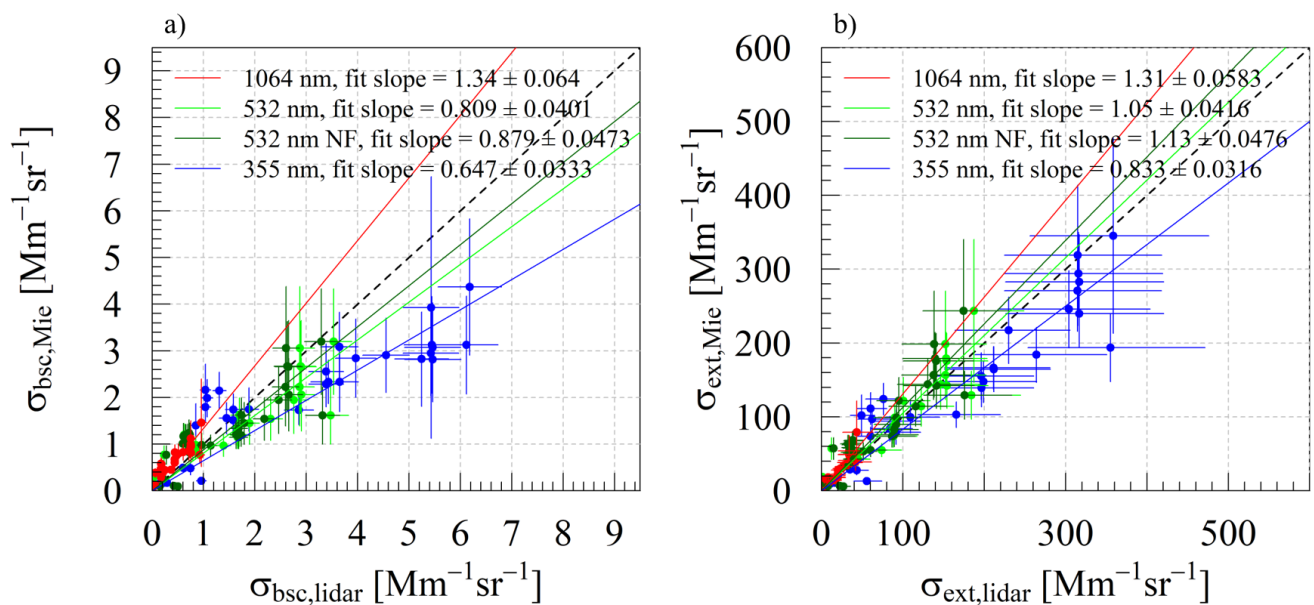 a)
1064 nm, fit slope = 1.34 ± 0.064
532 nm, fit slope = 0.809 ± 0.0401
532 nm NF, fit slope = 0.879 ± 0.0473
355 nm, fit slope = 0.647 ± 0.0333
9
8
7
6
5
4
3
2
1
0
0 1 2 3 4 5 6 7 8 9
σbsc,Mie [Mm⁻¹sr⁻¹]
σbsc,lidar [Mm⁻¹sr⁻¹]
b)
1064 nm, fit slope = 1.31 ± 0.0583
532 nm, fit slope = 1.05 ± 0.0416
532 nm NF, fit slope = 1.13 ± 0.0476
355 nm, fit slope = 0.833 ± 0.0316
600
500
400
300
200
100
0
0 100 300 500
σext,Mie [Mm⁻¹sr⁻¹]
σext,lidar [Mm⁻¹sr⁻¹]